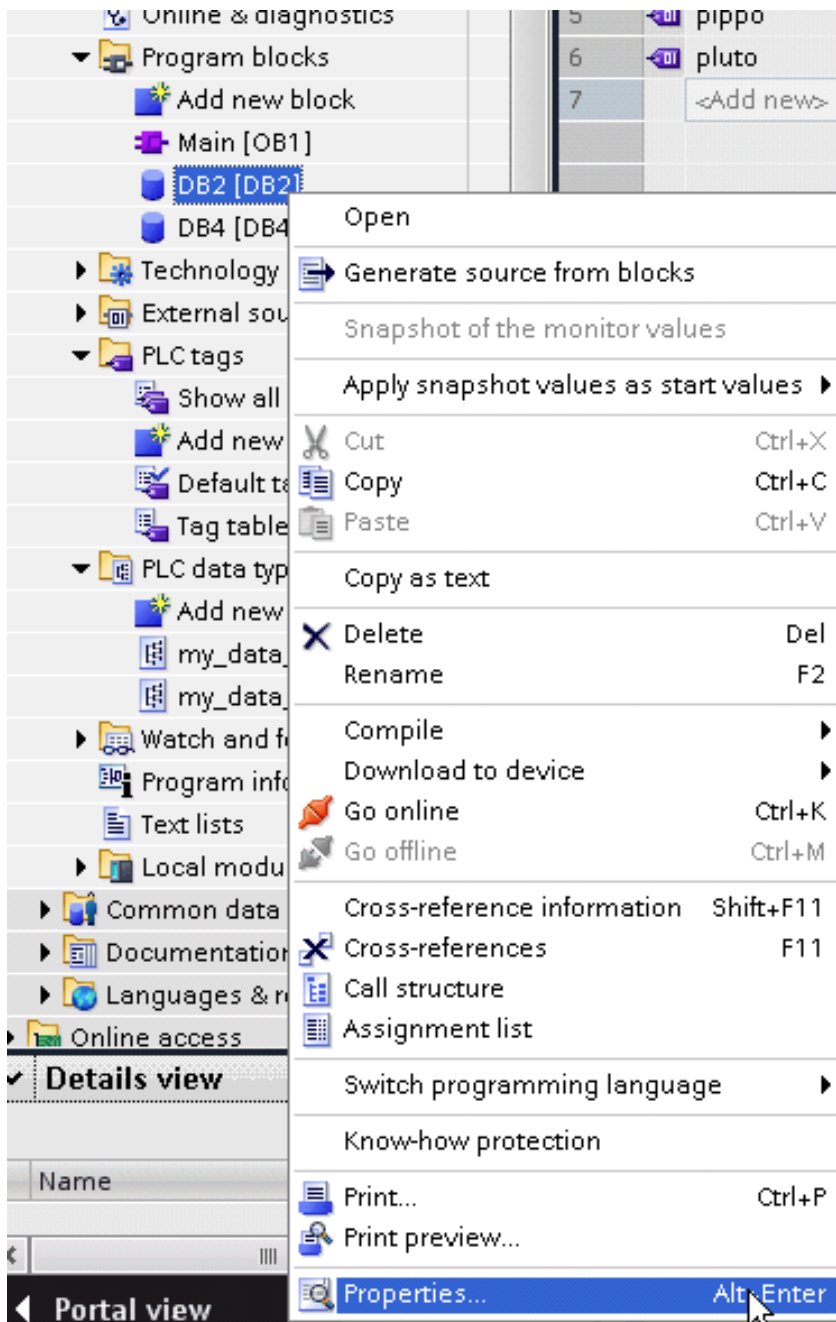 Online & diagnostics
Program blocks
Add new block
Main [OB1]
DB2 [DB2]
DB4 [DB4
Technology
External sou
PLC tags
Show all
Add new
Default ta
Tag table
PLC data typ
Add new
my_data_
my_data_
Watch and fo
Program info
Text lists
Local modu
Common data
Documentation
Languages & re
Online access
Details view
Name
Portal view
5 pippo
6 pluto
7 <Add new>
Open
Generate source from blocks
Snapshot of the monitor values
Apply snapshot values as start values
Cut Ctrl+X
Copy Ctrl+C
Paste Ctrl+V
Copy as text
Delete Del
Rename F2
Compile
Download to device
Go online Ctrl+K
Go offline Ctrl+M
Cross-reference information Shift+F11
Cross-references F11
Call structure
Assignment list
Switch programming language
Know-how protection
Print... Ctrl+P
Print preview...
Properties... Alt+Enter